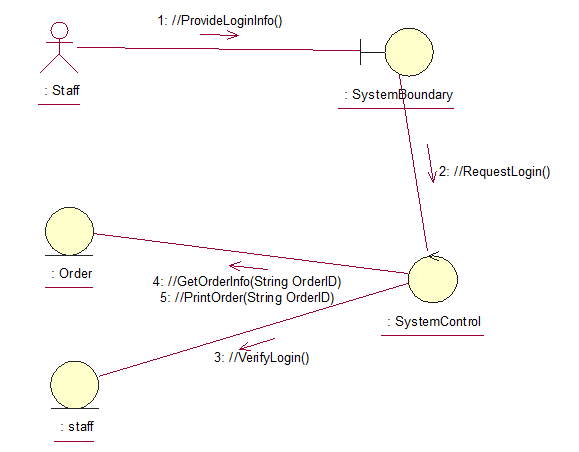 1: //ProvideLoginInfo()
: Staff
: SystemBoundary
2: //RequestLogin()
: Order
4: //GetOrderInfo(String OrderID)
5: //PrintOrder(String OrderID)
: SystemControl
3: //VerifyLogin()
: staff